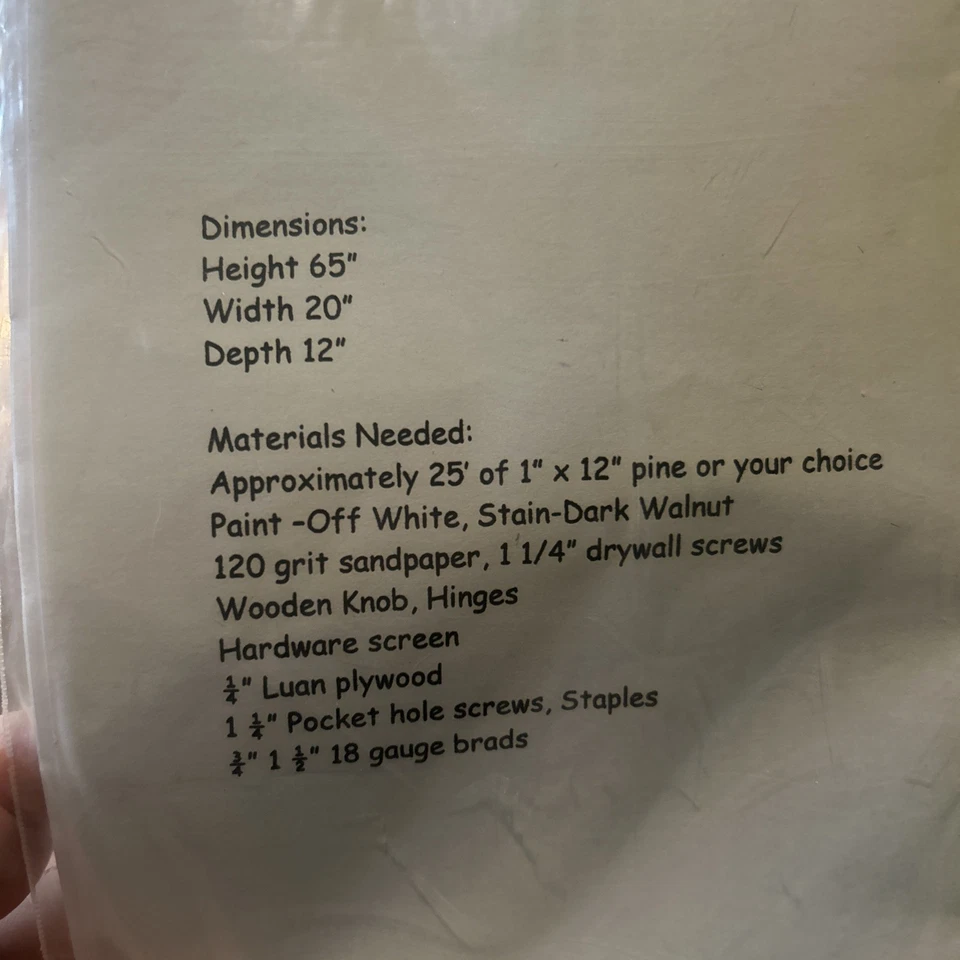 Dimensions:
Height 65"
Width 20"
Depth 12"
Materials Needed:
Approximately 25' of 1" x 12" pine or your choice
Paint -Off White, Stain-Dark Walnut
120 grit sandpaper, 1 1/4" drywall screws
Wooden Knob, Hinges
Hardware screen
¼" Luan plywood
1 ¼" Pocket hole screws, Staples
¾" 1 ½" 18 gauge brads